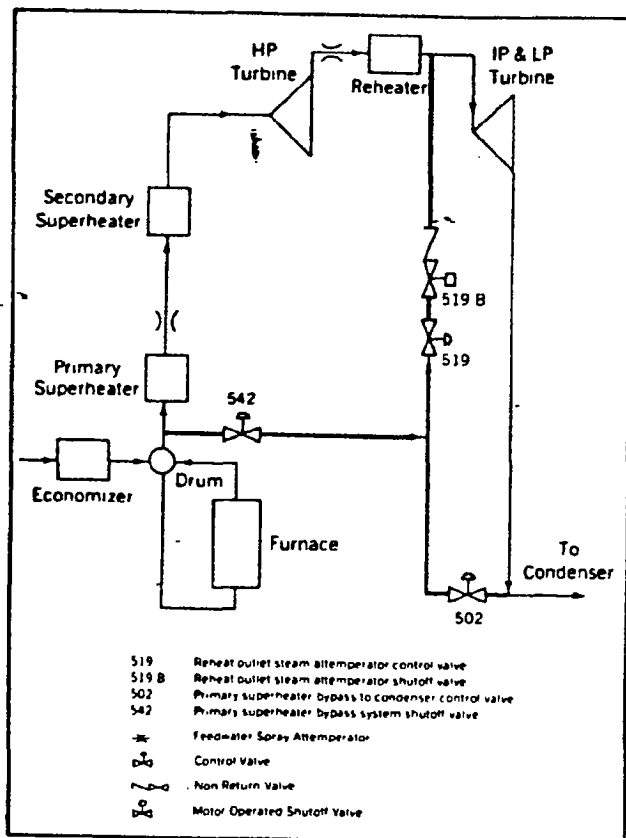 HP
Turbine
Reheater
IP & LP
Turbine
Secondary
Superheater
519 B
519
Primary
Superheater
542
Economizer
Drum
Furnace
To
Condenser
502
519 Reheat outlet steam attemperator control valve
519 B Reheat outlet steam attemperator shutoff valve
502 Primary superheater bypass to condenser control valve
542 Primary superheater bypass system shutoff valve
Feedwater Spray Attemperator
Control Valve
Non Return Valve
Motor Operated Shutoff Valve